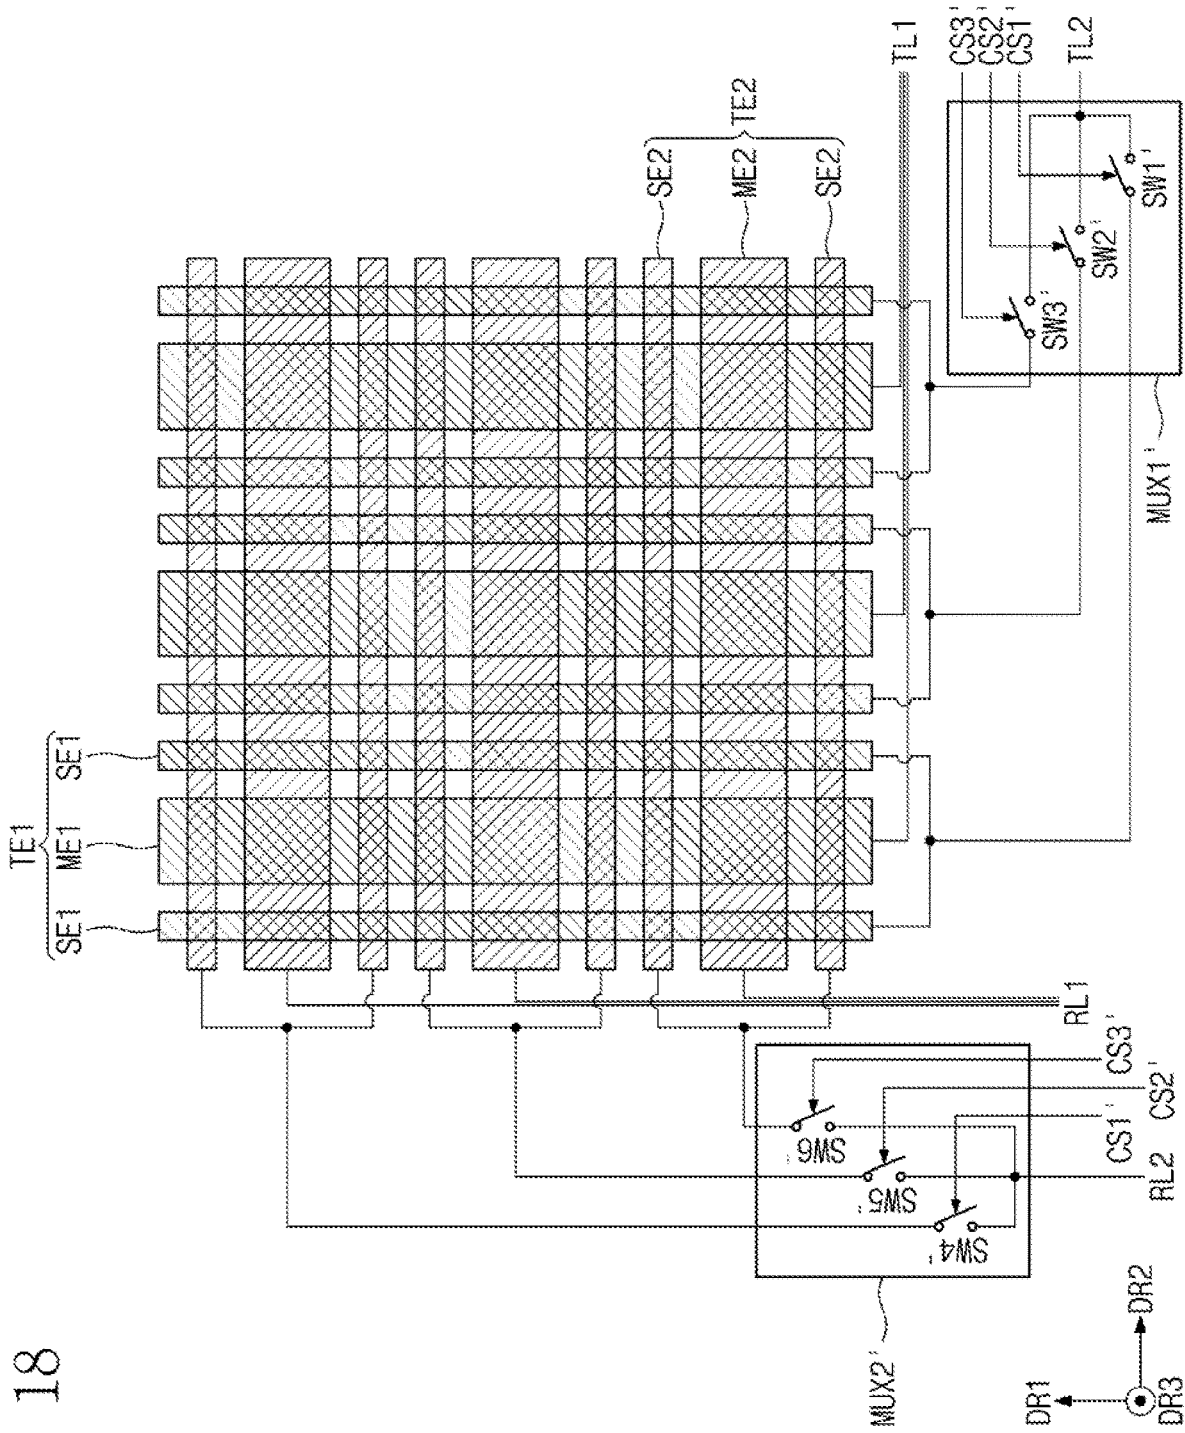 18
TE1
SE1
ME1
SE1
TE2
SE2
ME2
SE2
TL1
CS3'
CS2'
CS1'
TL2
SW1'
SW2'
SW3'
MUX1'
RL1
CS3'
CS2'
CS1'
RL2
SW6'
SW5'
SW4'
MUX2'
DR1
DR2
DR3